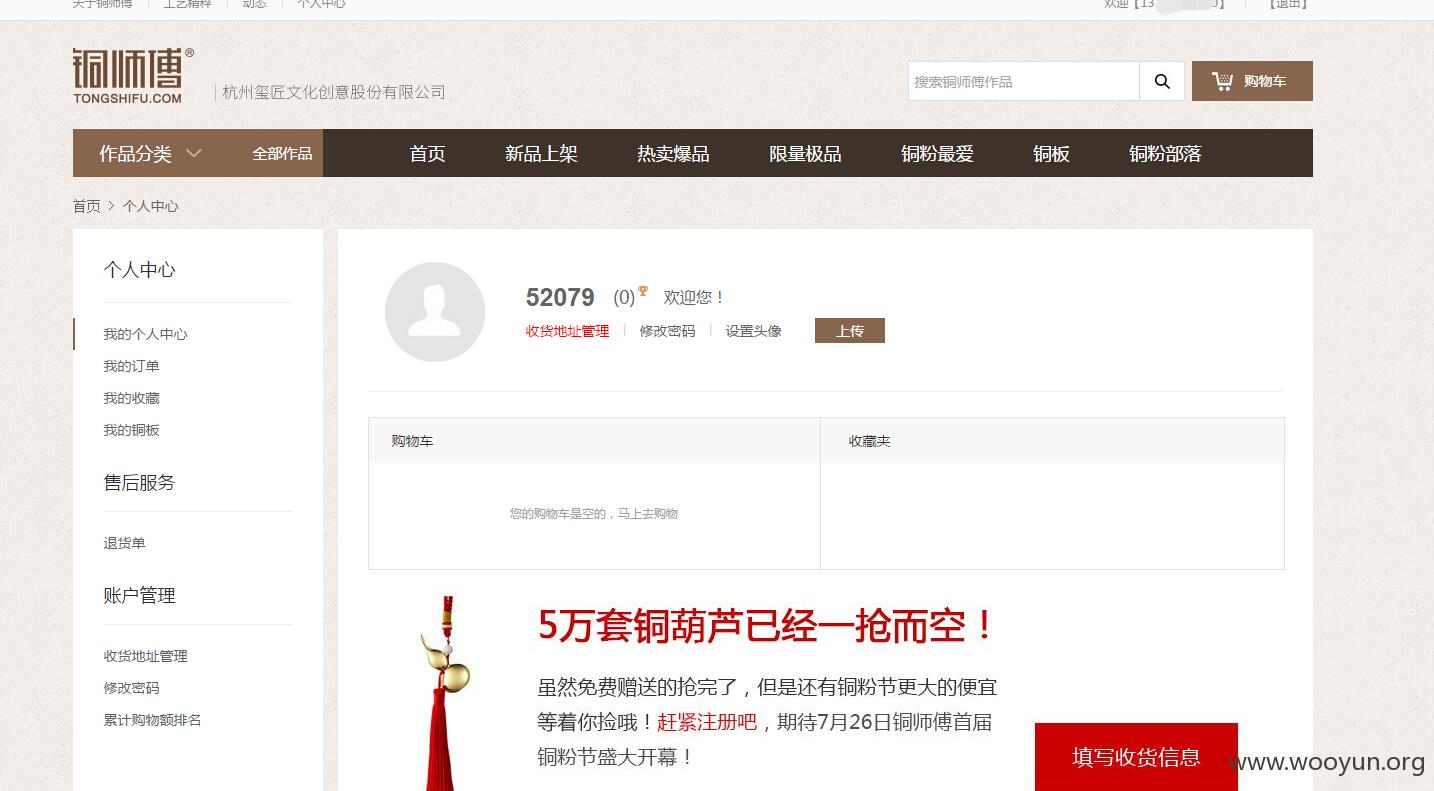 关于铜师傅 工艺精粹 动态 个人中心 欢迎【13 0】 【退出】
铜师傅®
TONGSHIFU.COM
杭州玺匠文化创意股份有限公司
搜索铜师傅作品
购物车
作品分类 全部作品 首页 新品上架 热卖爆品 限量极品 铜粉最爱 铜板 铜粉部落
首页 > 个人中心
个人中心
我的个人中心
我的订单
我的收藏
我的铜板
售后服务
退货单
账户管理
收货地址管理
修改密码
累计购物额排名
52079 (0) 欢迎您！
收货地址管理 修改密码 设置头像 上传
购物车 收藏夹
您的购物车是空的，马上去购物
5万套铜葫芦已经一抢而空！
虽然免费赠送的抢完了，但是还有铜粉节更大的便宜
等着你捡哦！赶紧注册吧，期待7月26日铜师傅首届
铜粉节盛大开幕！
填写收货信息
www.wooyun.org